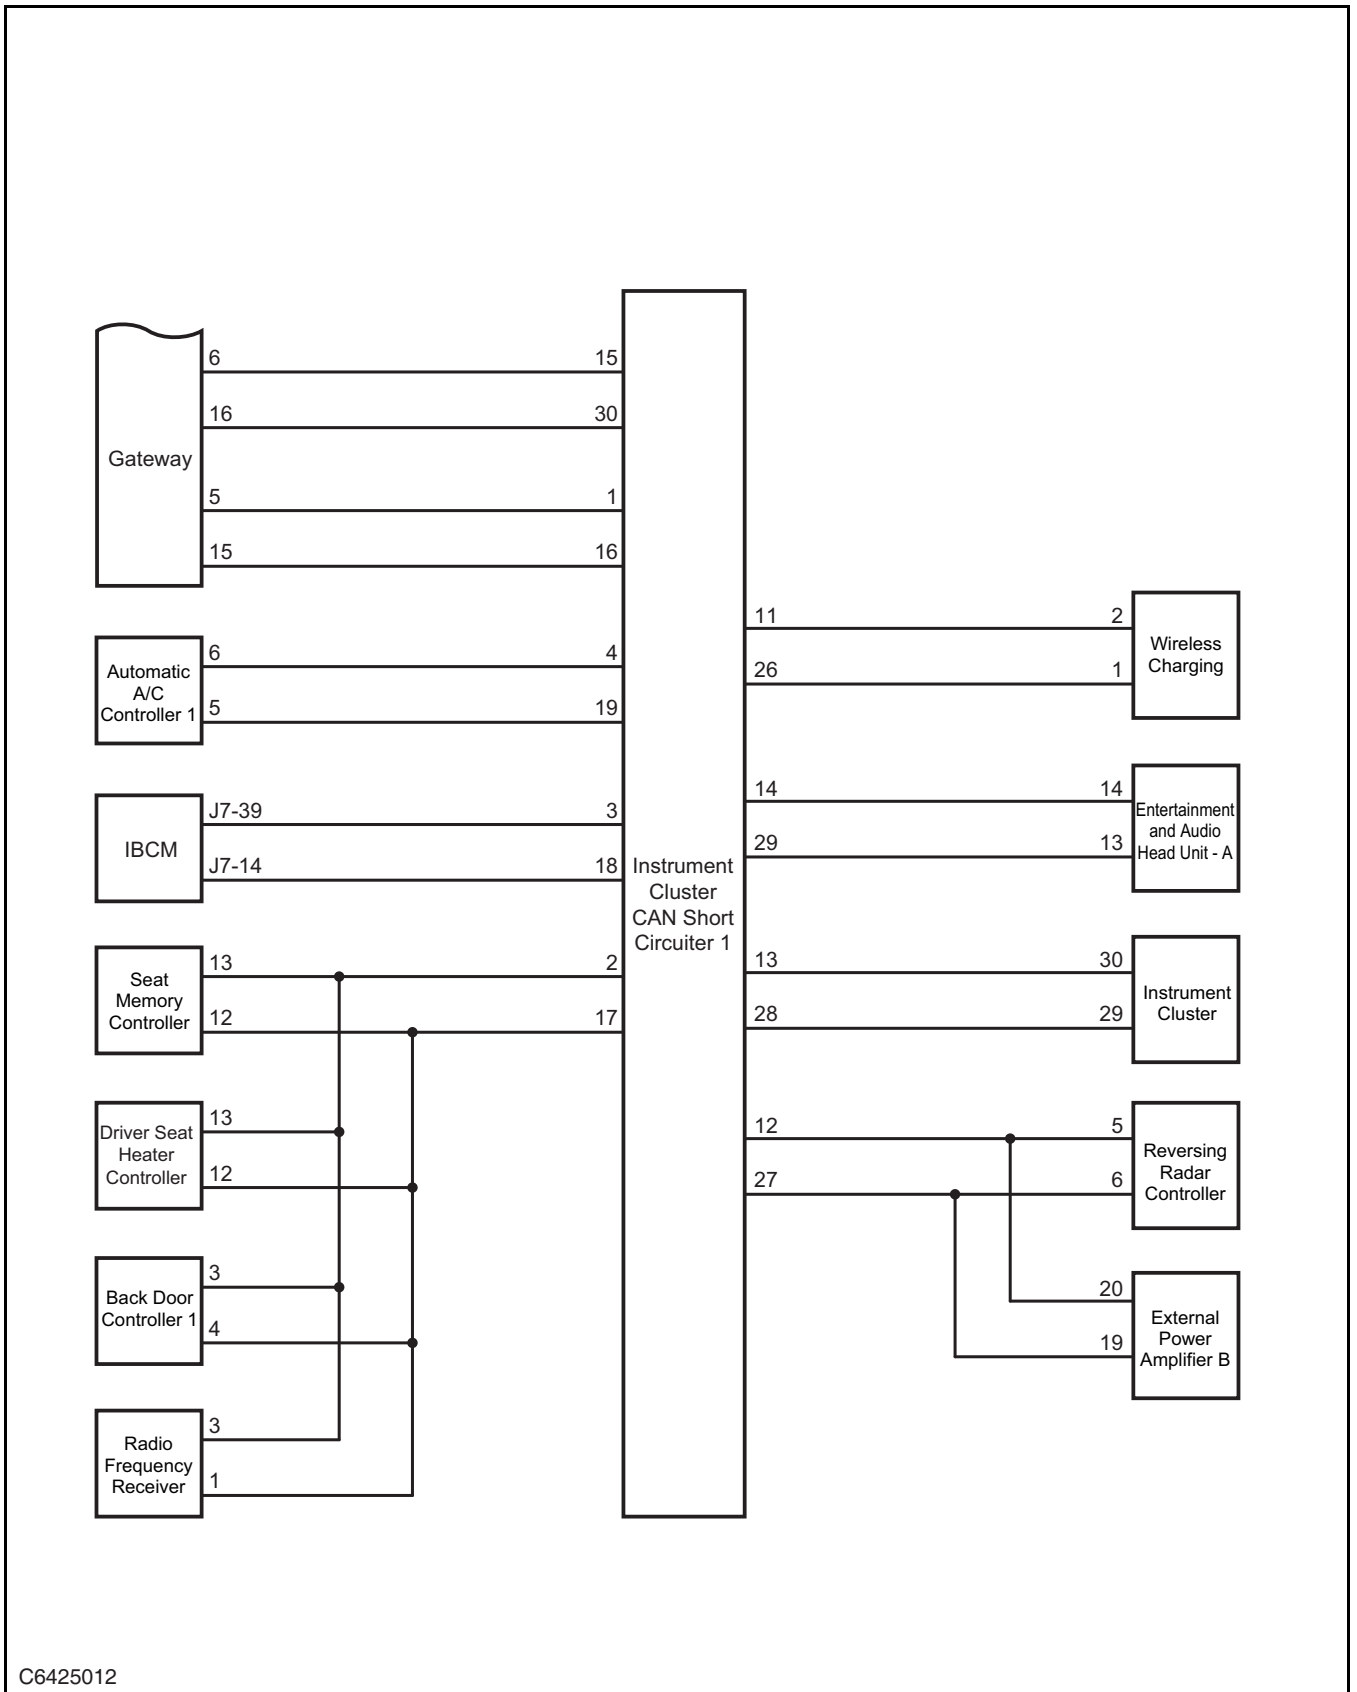 6 15
16 30
Gateway
5 1
15 16
11 2
Wireless
Charging
26 1
6 4
Automatic
A/C
Controller 1
5 19
14 14
Entertainment
and Audio
Head Unit - A
29 13
J7-39 3
IBCM
J7-14 18
Instrument
Cluster
CAN Short
Circuiter 1
13 30
Instrument
Cluster
28 29
13 2
Seat
Memory
Controller
12 17
12 5
Reversing
Radar
Controller
27 6
13
Driver Seat
Heater
Controller
12
20
External
Power
Amplifier B
19
3
Back Door
Controller 1
4
3
Radio
Frequency
Receiver
1
C6425012